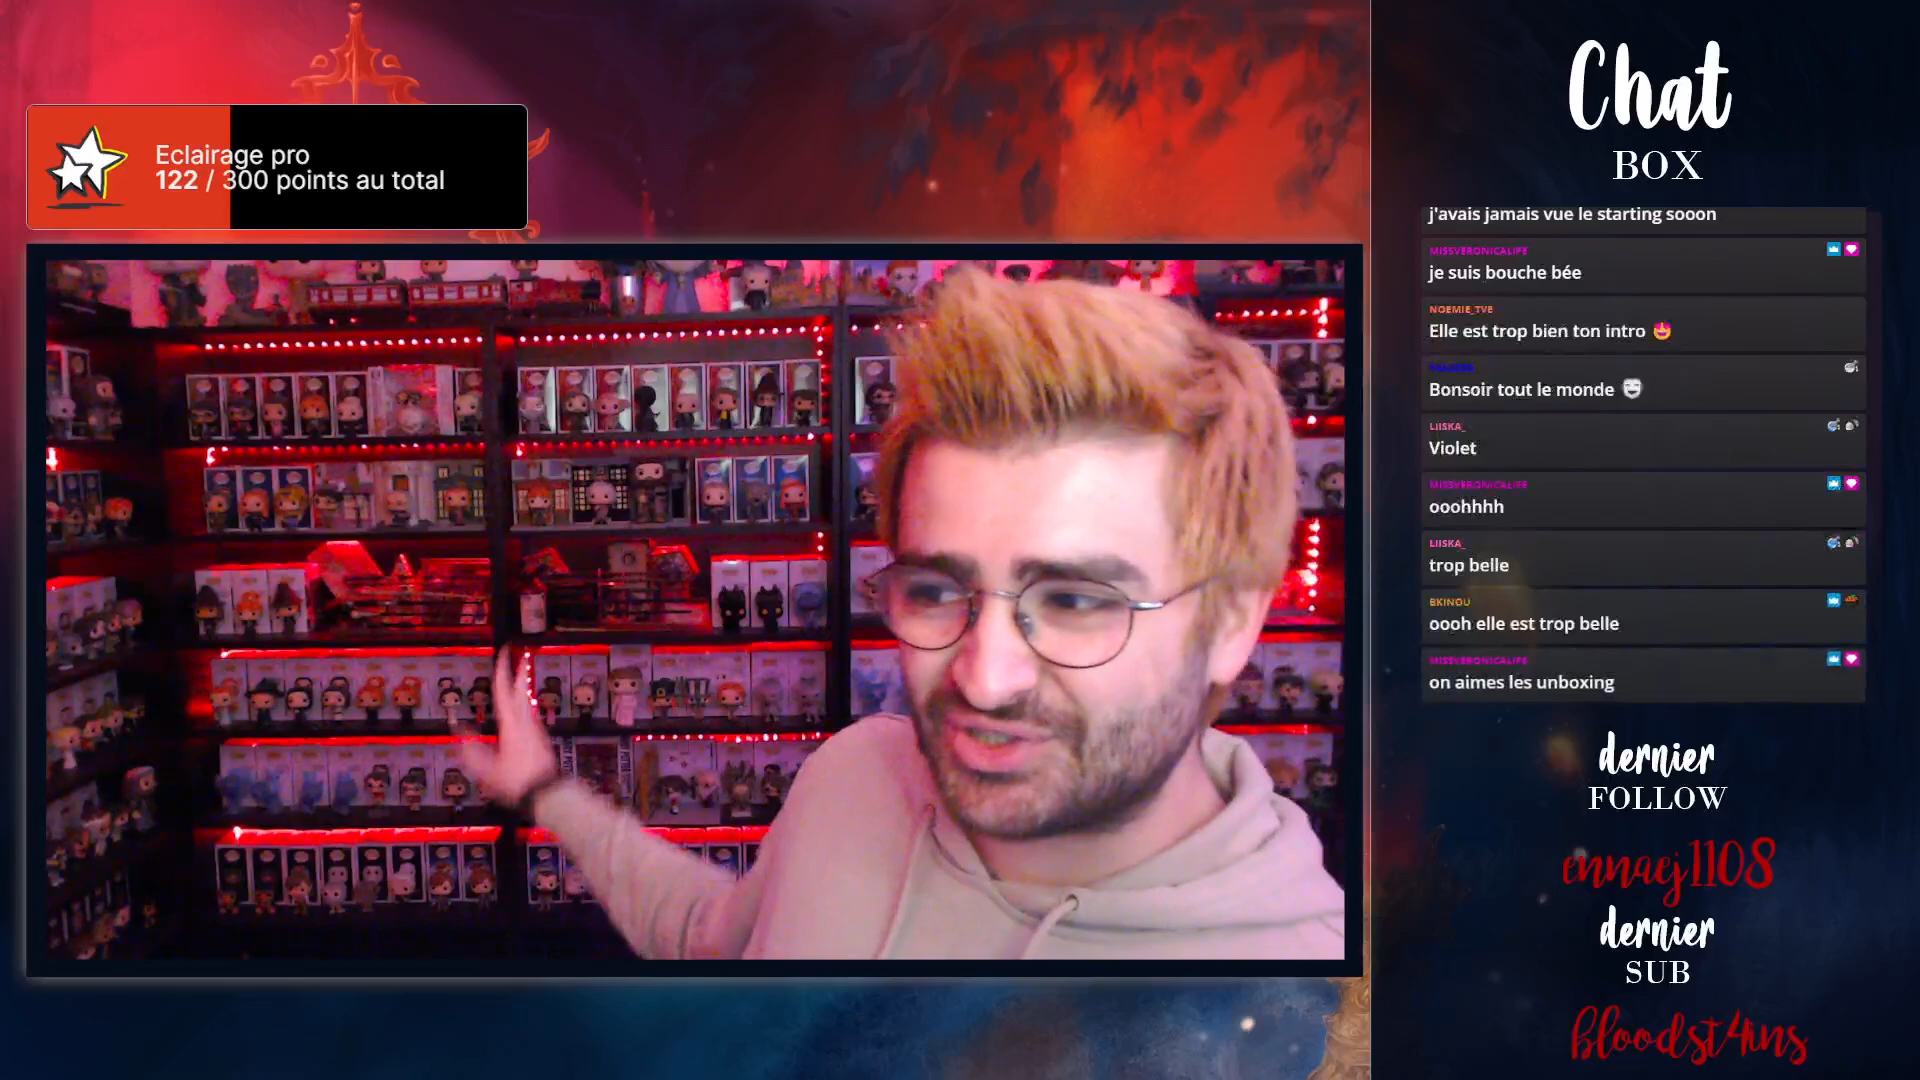 Eclairage pro
122 / 300 points au total
Chat
BOX
j'avais jamais vue le starting sooon
MISSVERONICALIFE
je suis bouche bée
NOEMIE_TVE
Elle est trop bien ton intro
Bonsoir tout le monde
LIISKA_
Violet
MISSVERONICALIFE
ooohhhh
LIISKA_
trop belle
BKINOU
oooh elle est trop belle
MISSVERONICALIFE
on aimes les unboxing
dernier
FOLLOW
ennaej1108
dernier
SUB
bloodst4ins